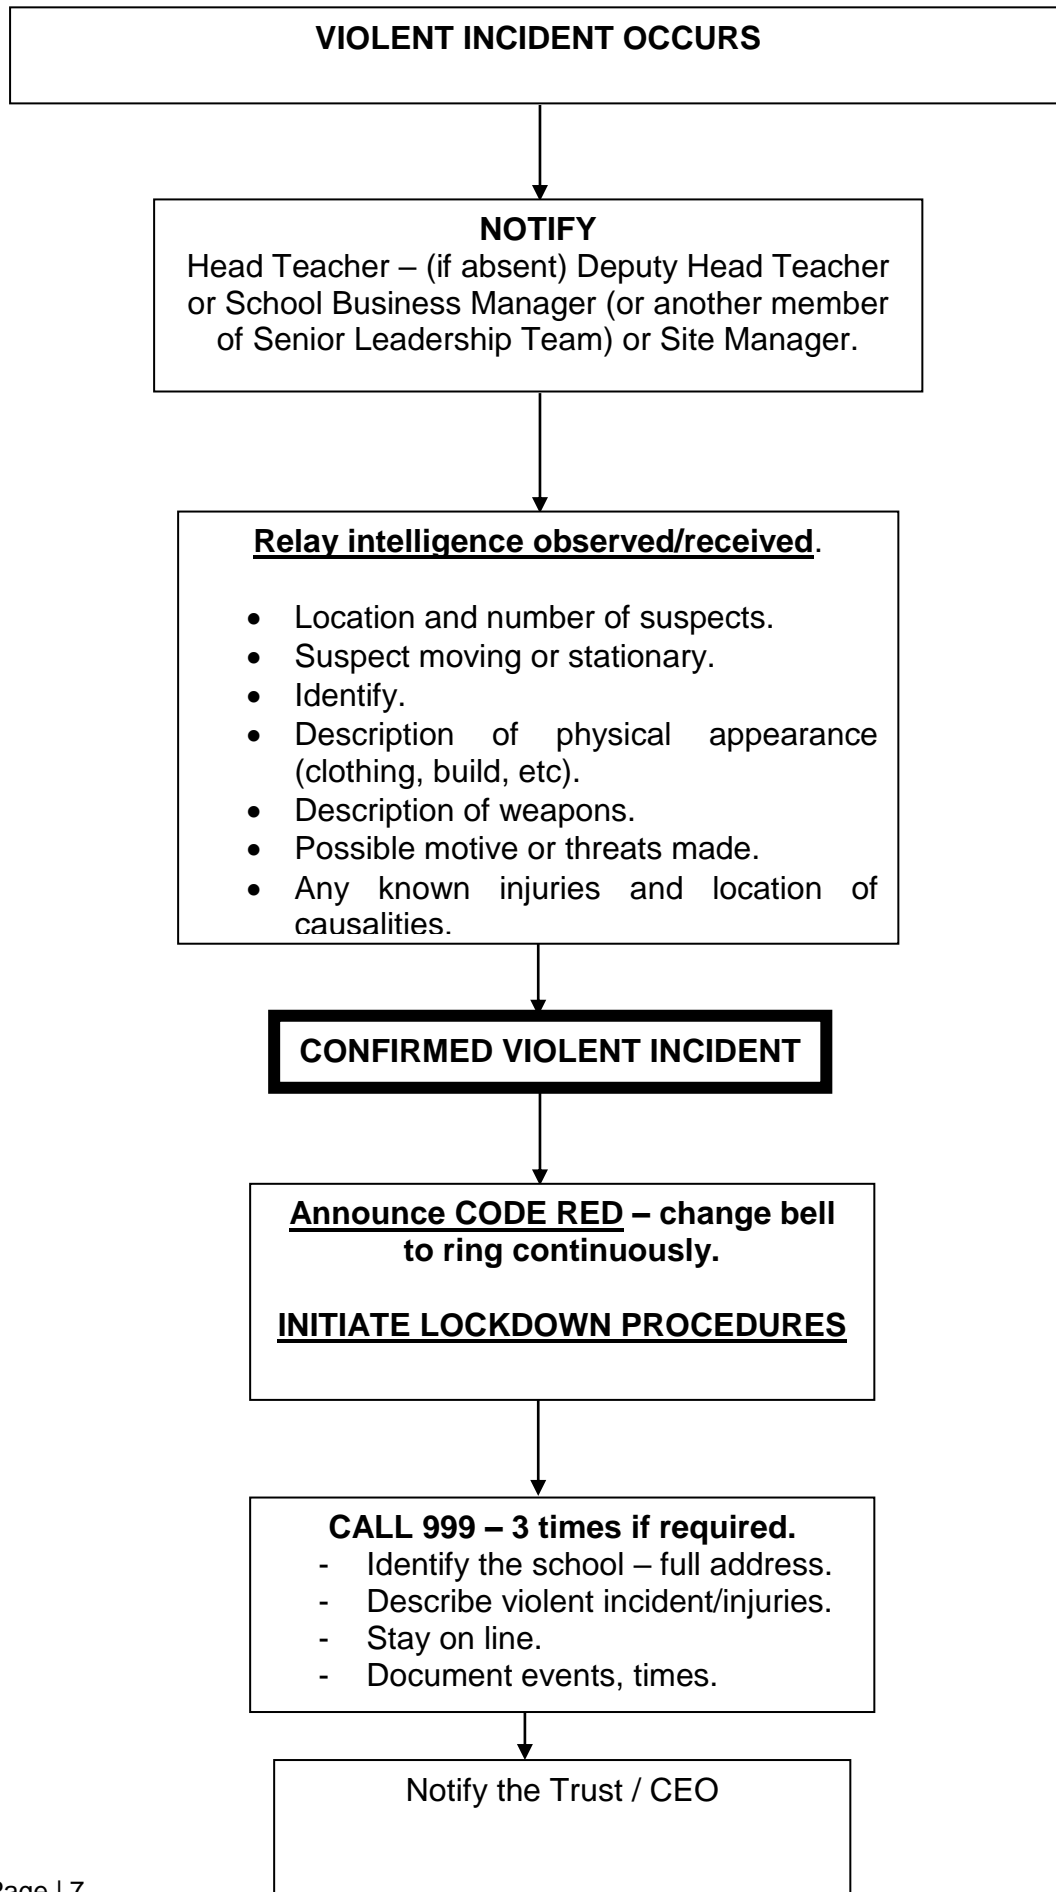 VIOLENT INCIDENT OCCURS
NOTIFY
Head Teacher – (if absent) Deputy Head Teacher
or School Business Manager (or another member
of Senior Leadership Team) or Site Manager.
Relay intelligence observed/received.
• Location and number of suspects.
• Suspect moving or stationary.
• Identify.
• Description of physical appearance
(clothing, build, etc).
• Description of weapons.
• Possible motive or threats made.
• Any known injuries and location of
causalities.
CONFIRMED VIOLENT INCIDENT
Announce CODE RED – change bell
to ring continuously.
INITIATE LOCKDOWN PROCEDURES
CALL 999 – 3 times if required.
- Identify the school – full address.
- Describe violent incident/injuries.
- Stay on line.
- Document events, times.
Notify the Trust / CEO
Page | 7